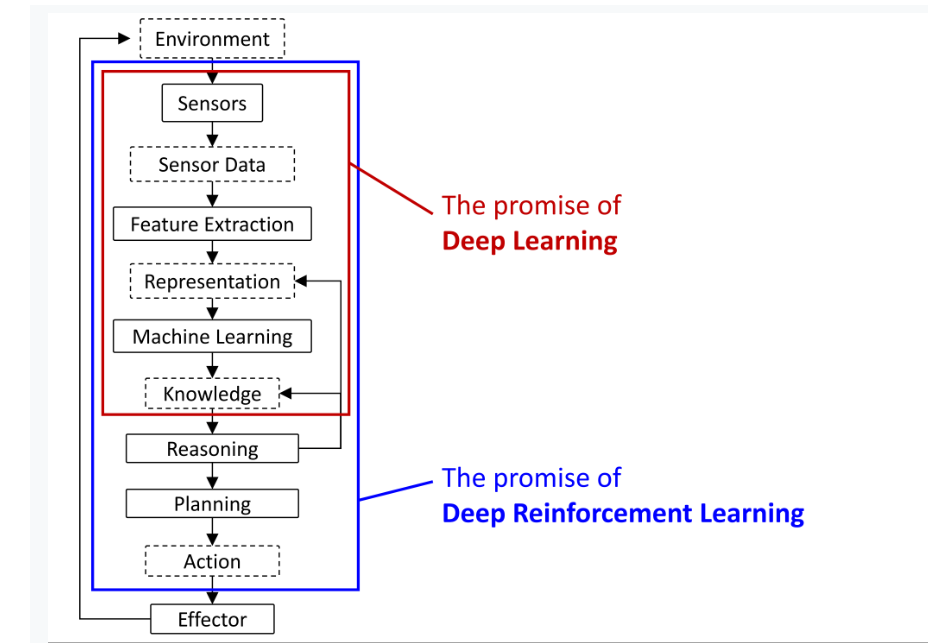 Environment
Sensors
Sensor Data
Feature Extraction
Representation
Machine Learning
Knowledge
Reasoning
Planning
Action
Effector
The promise of
Deep Learning
The promise of
Deep Reinforcement Learning